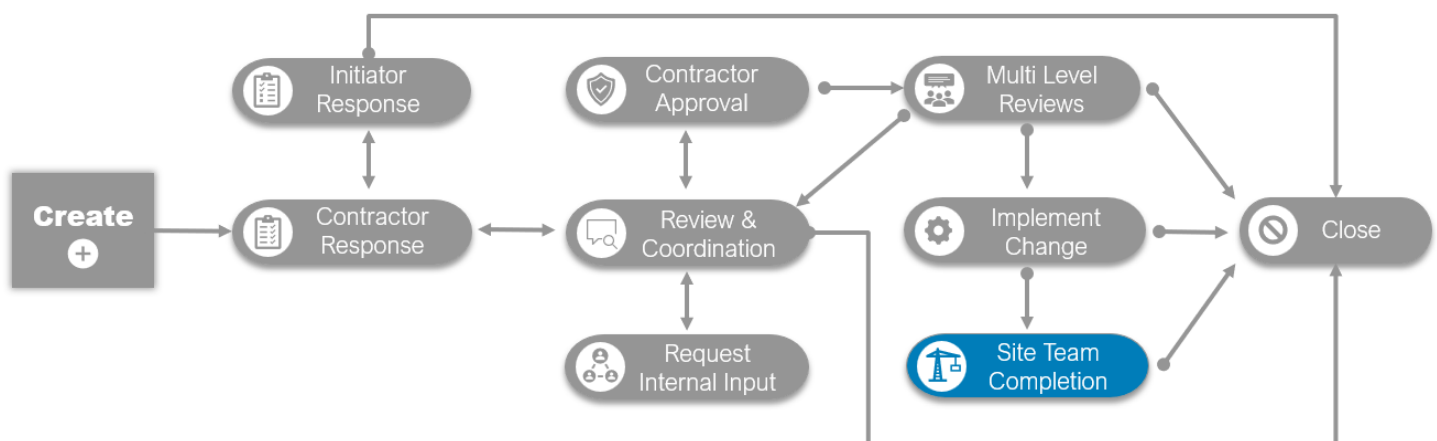 Initiator
Response
Contractor
Approval
Multi Level
Reviews
Create
Contractor
Response
Review &
Coordination
Implement
Change
Close
Request
Internal Input
Site Team
Completion